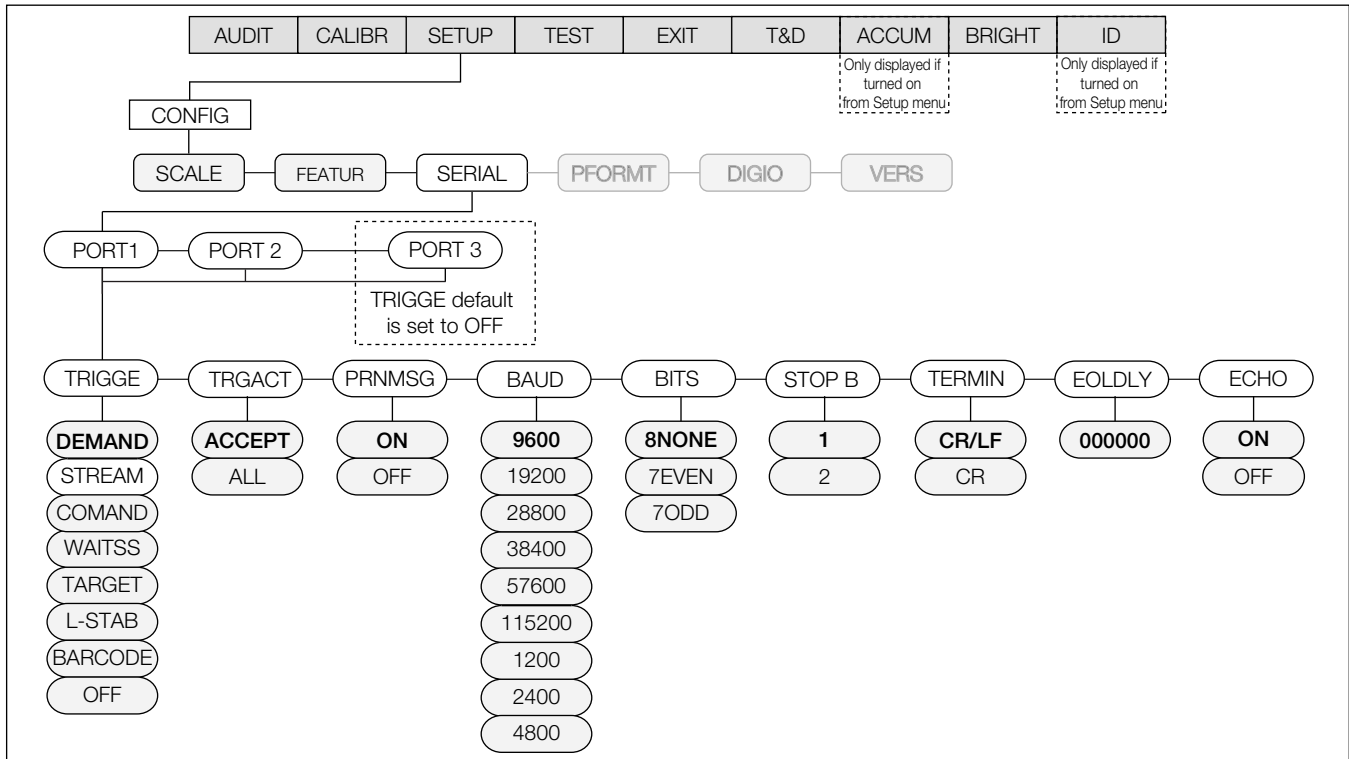 AUDIT CALIBR SETUP TEST EXIT T&D ACCUM BRIGHT ID
Only displayed if
turned on
from Setup menu
Only displayed if
turned on
from Setup menu
CONFIG
SCALE FEATUR SERIAL PFORMT DIGIO VERS
PORT1 PORT 2 PORT 3
TRIGGE default
is set to OFF
TRIGGE TRGACT PRNMSG BAUD BITS STOP B TERMIN EOLDLY ECHO
DEMAND ACCEPT ON 9600 8NONE 1 CR/LF 000000 ON
STREAM ALL OFF 19200 7EVEN 2 CR OFF
COMAND 28800 7ODD
WAITSS 38400
TARGET 57600
L-STAB 115200
BARCODE 1200
OFF 2400
4800